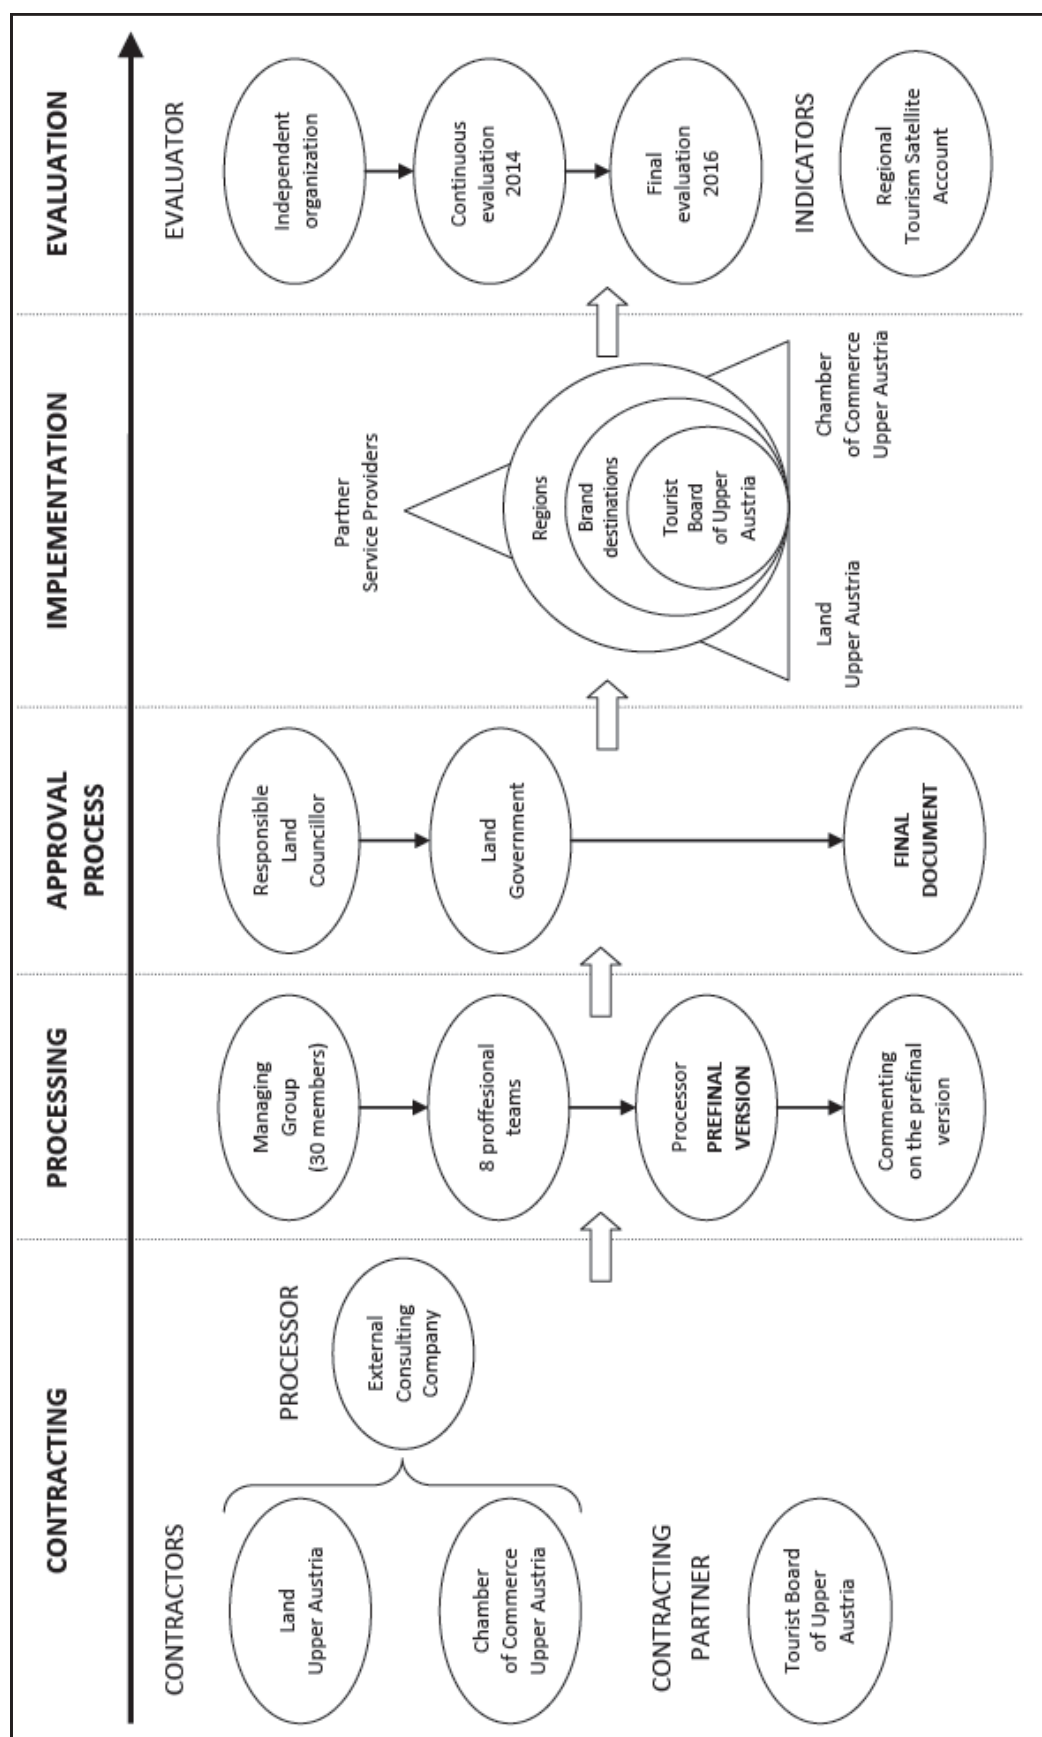 CONTRACTING
CONTRACTORS
Land
Upper Austria
Chamber
of Commerce
Upper Austria
CONTRACTING
PARTNER
Tourist Board
of Upper
Austria
PROCESSOR
External
Consulting
Company
PROCESSING
Managing
Group
(30 members)
8 proffesional
teams
Processor
PREFINAL
VERSION
Commenting
on the prefinal
version
APPROVAL
PROCESS
Responsible
Land
Councillor
Land
Government
FINAL
DOCUMENT
IMPLEMENTATION
Partner
Service Providers
Regions
Brand
destinations
Tourist
Board
of Upper
Austria
Land
Upper Austria
Chamber
of Commerce
Upper Austria
EVALUATION
EVALUATOR
Independent
organization
Continuous
evaluation
2014
Final
evaluation
2016
INDICATORS
Regional
Tourism Satellite
Account